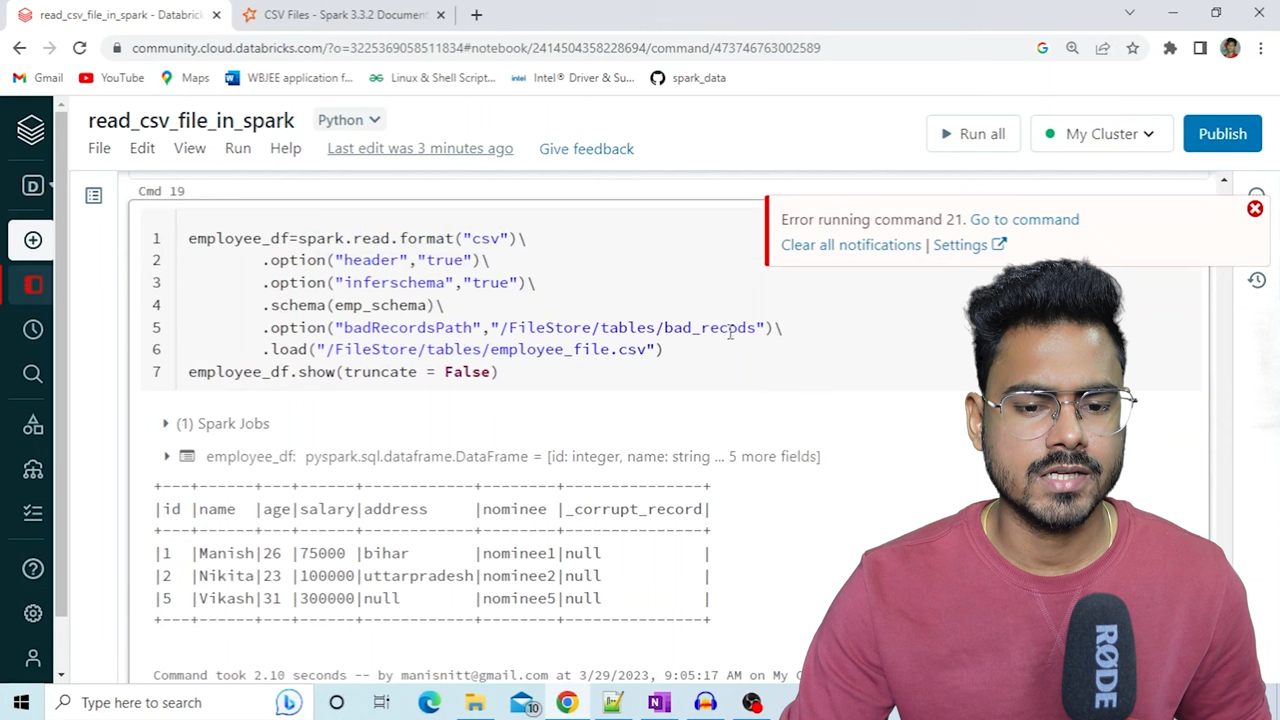 read_csv_file_in_spark - Databric
CSV Files - Spark 3.3.2 Document
community.cloud.databricks.com/?o=3225369058511834#notebook/2414504358228694/command/473746763002589
Gmail
YouTube
Maps
WBJEE application f...
Linux & Shell Script...
Intel® Driver & Su...
spark_data
read_csv_file_in_spark
Python
Run all
My Cluster
Publish
File Edit View Run Help Last edit was 3 minutes ago Give feedback
D
Cmd 19
Error running command 21. Go to command
Clear all notifications | Settings
1 employee_df=spark.read.format("csv")\
2 .option("header","true")\
3 .option("inferschema","true")\
4 .schema(emp_schema)\
5 .option("badRecordsPath","/FileStore/tables/bad_records")\
6 .load("/FileStore/tables/employee_file.csv")
7 employee_df.show(truncate = False)
(1) Spark Jobs
employee_df: pyspark.sql.dataframe.DataFrame = [id: integer, name: string ... 5 more fields]
+---+------+---+------+------------+--------+---------------+
|id |name |age|salary|address |nominee |_corrupt_record|
+---+------+---+------+------------+--------+---------------+
|1 |Manish|26 |75000 |bihar |nominee1|null |
|2 |Nikita|23 |100000|uttarpradesh|nominee2|null |
|5 |Vikash|31 |300000|null |nominee5|null |
+---+------+---+------+------------+--------+---------------+
Command took 2.10 seconds -- by manisnitt@gmail.com at 3/29/2023, 9:05:17 AM on My C
RØDE
Type here to search
10